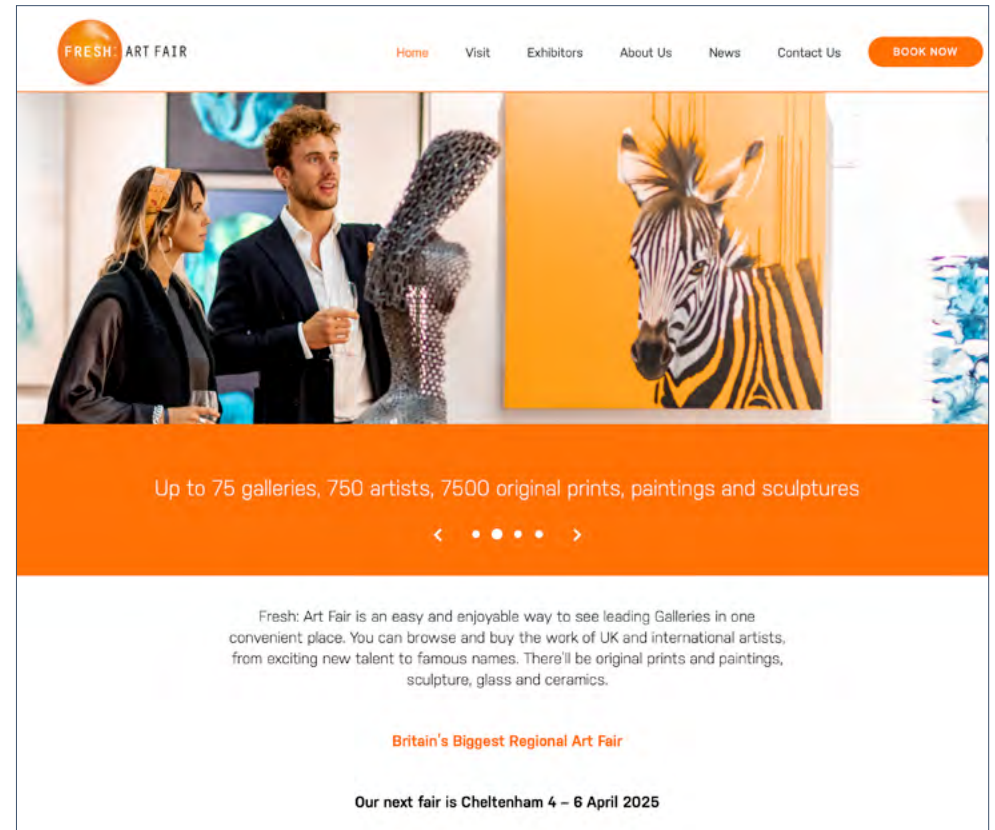 FRESH: ART FAIR
Home Visit Exhibitors About Us News Contact Us BOOK NOW
Up to 75 galleries, 750 artists, 7500 original prints, paintings and sculptures
Fresh: Art Fair is an easy and enjoyable way to see leading Galleries in one
convenient place. You can browse and buy the work of UK and international artists,
from exciting new talent to famous names. There'll be original prints and paintings,
sculpture, glass and ceramics.
Britain's Biggest Regional Art Fair
Our next fair is Cheltenham 4 – 6 April 2025